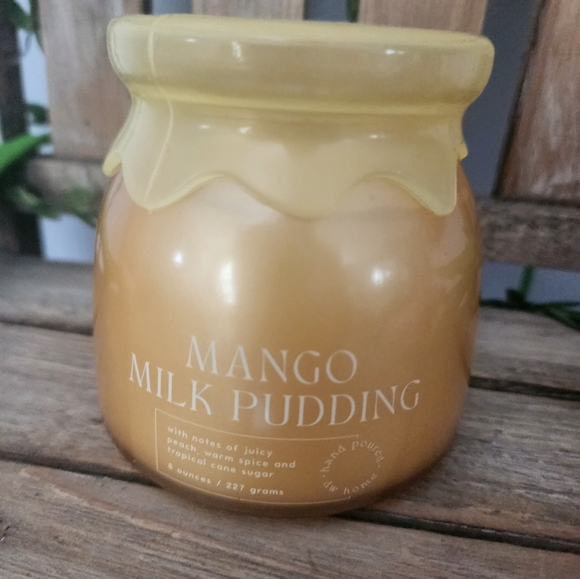 MANGO
MILK PUDDING
with notes of juicy
peach, warm spice and
tropical cane sugar
8 ounces / 227 grams
hand poured
dw home